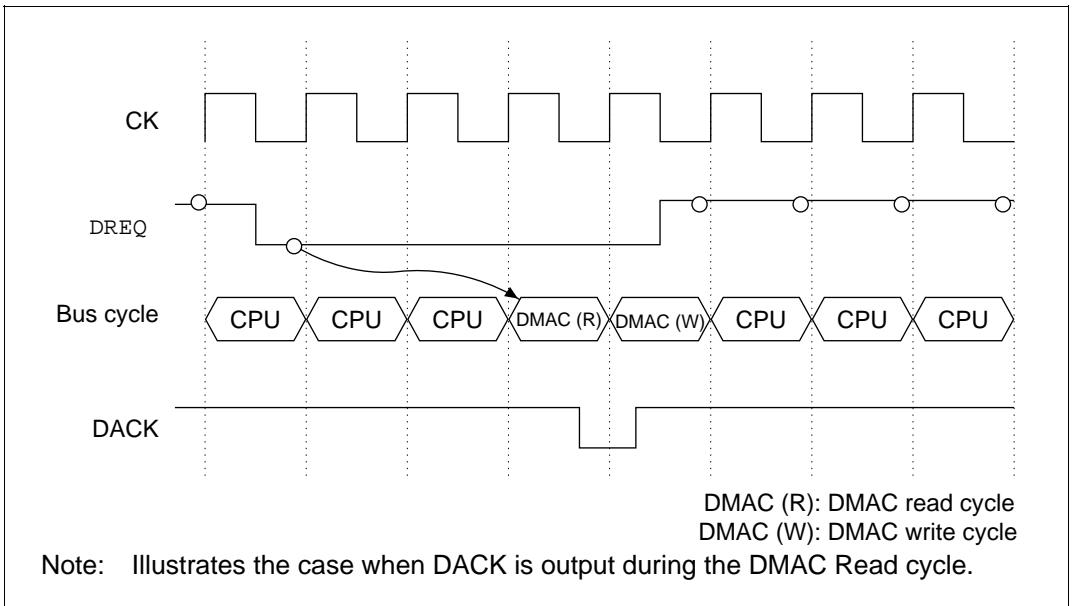 CK
DREQ
Bus cycle CPU CPU CPU DMAC (R) DMAC (W) CPU CPU CPU
DACK
DMAC (R): DMAC read cycle
DMAC (W): DMAC write cycle
Note: Illustrates the case when DACK is output during the DMAC Read cycle.